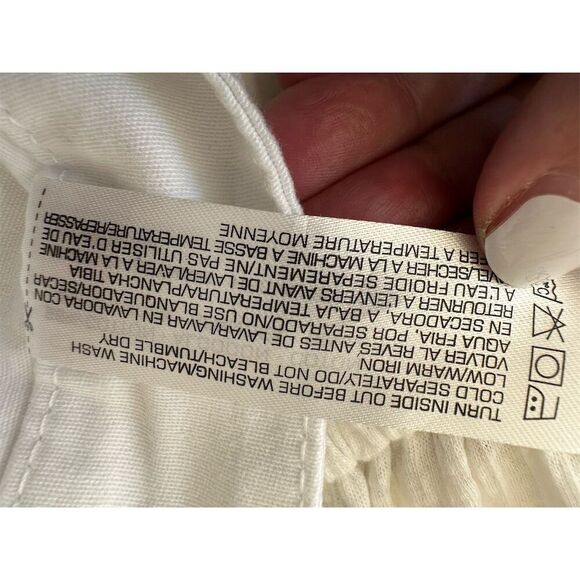 TURN INSIDE OUT BEFORE WASHING/MACHINE WASH
COLD SEPARATELY/DO NOT BLEACH/TUMBLE DRY
LOW/WARM IRON
VOLVER AL REVÉS ANTES DE LAVAR/LAVAR EN LAVADORA CON
AGUA FRIA POR SEPARADO/NO USE BLANQUEADOR/SECAR
EN SECADORA, A BAJA TEMPERATURA/PLANCHA TIBIA
RETOURNER A L'ENVERS AVANT DE LAVER/LAVER A LA MACHINE
A L'EAU FROIDE SEPAREMENT/NE PAS UTILISER D'EAU DE
VEL/SECHER A LA MACHINE A BASSE TEMPERATURE/REPASSER
FER A TEMPERATURE MOYENNE